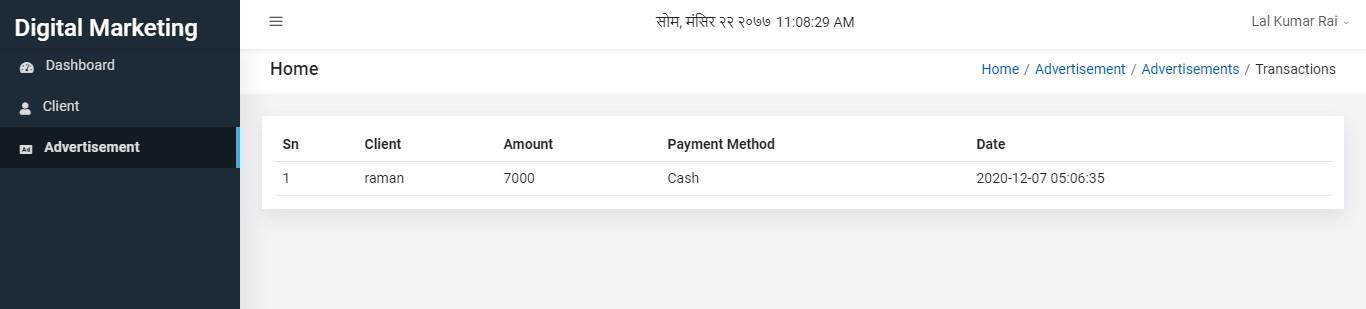 Digital Marketing
Dashboard
Client
Advertisement
सोम, मंसिर २२ २०७७ 11:08:29 AM
Lal Kumar Rai
Home
Home / Advertisement / Advertisements / Transactions
Sn Client Amount Payment Method Date
1 raman 7000 Cash 2020-12-07 05:06:35